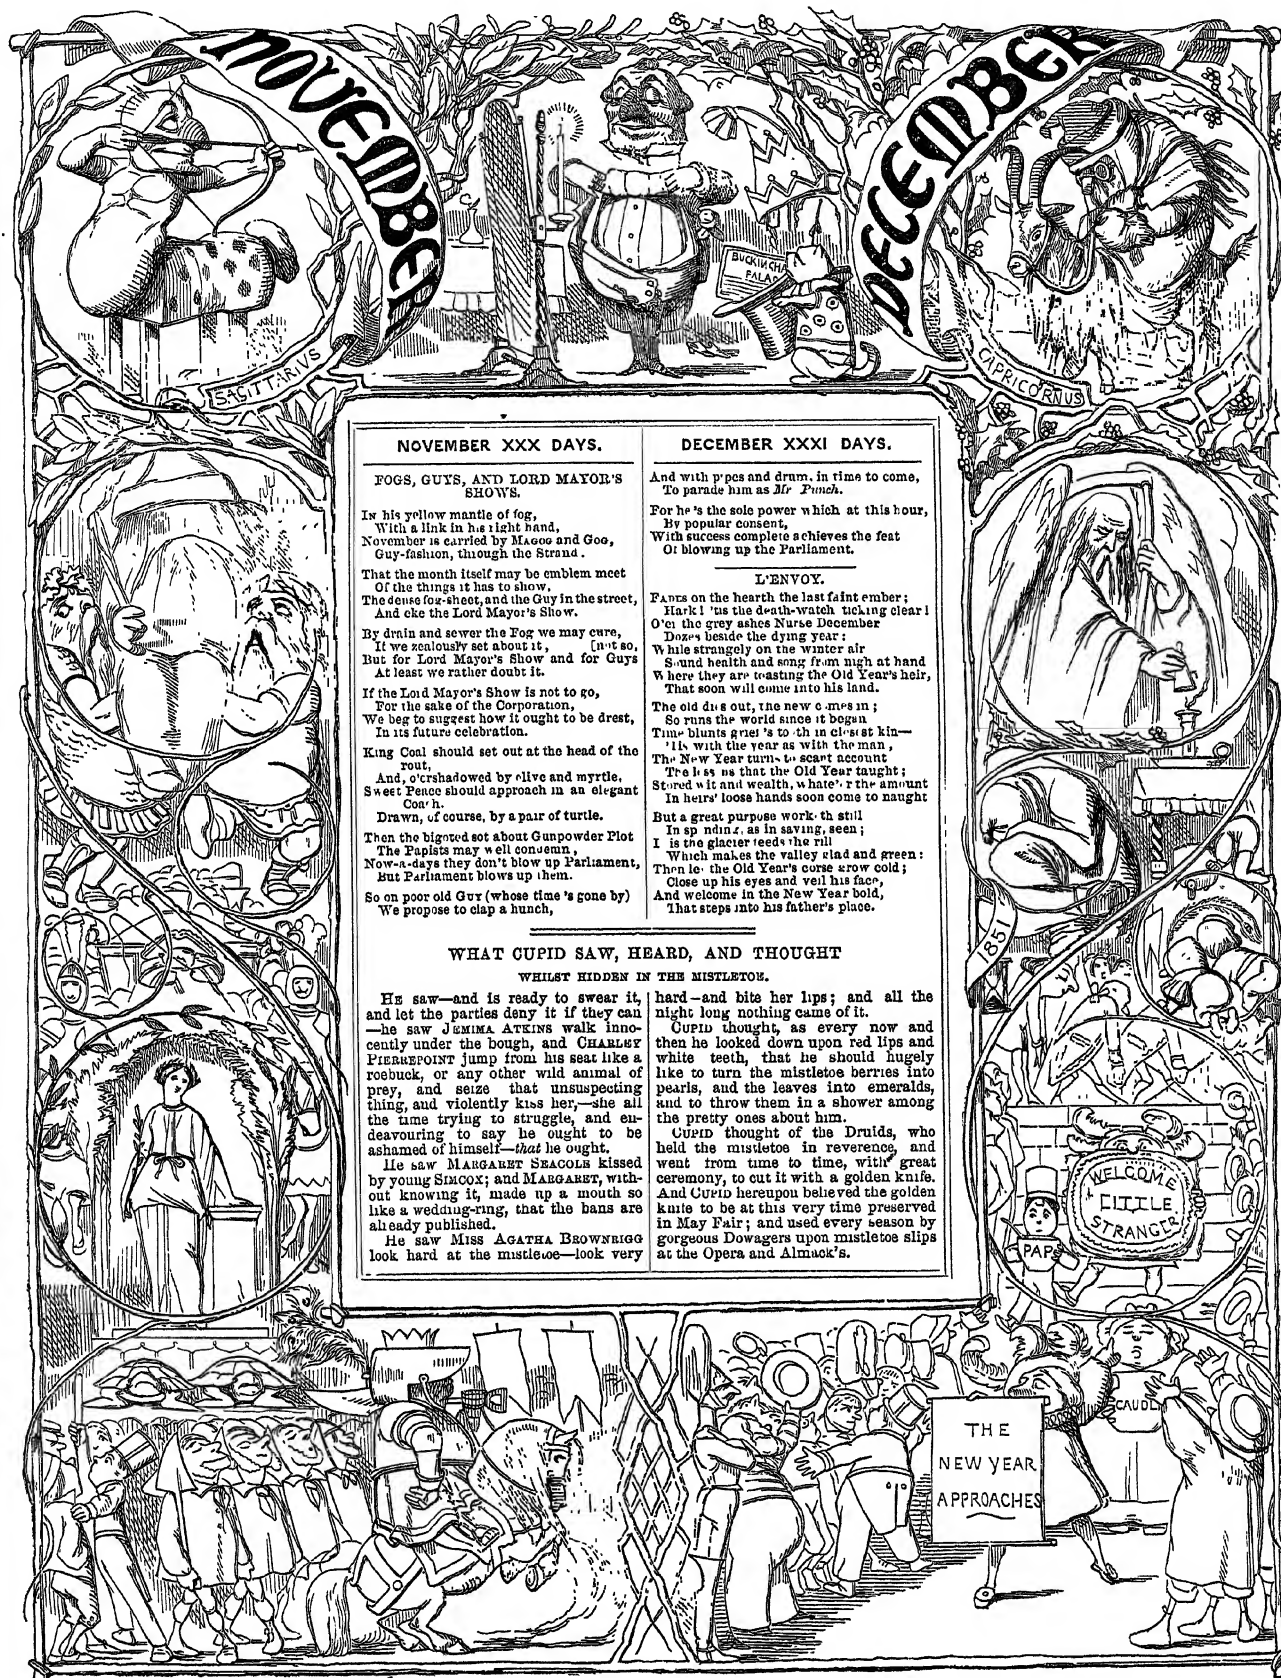 NOVEMBER
DECEMBER
BUCKINGHA
PALA
SAGITTARIUS
CAPRICORNUS
NOVEMBER XXX DAYS.
FOGS, GUYS, AND LORD MAYOR'S
SHOWS.
IN his yellow mantle of fog,
With a link in his right hand,
November is carried by MAGOG and GOG,
Guy-fashion, through the Strand.
That the month itself may be emblem meet
Of the things it has to show,
The dense fog-sheet, and the Guy in the street,
And eke the Lord Mayor's Show.
By drain and sewer the Fog we may cure,
If we zealously set about it, [not so,
But for Lord Mayor's Show and for Guys
At least we rather doubt it.
If the Lord Mayor's Show is not to go,
For the sake of the Corporation,
We beg to suggest how it ought to be drest,
In its future celebration.
King Coal should set out at the head of the
rout,
And, o'ershadowed by olive and myrtle,
Sweet Peace should approach in an elegant
Coach.
Drawn, of course, by a pair of turtle.
Then the bigoted sot about Gunpowder Plot
The Papists may well condemn,
Now-a-days they don't blow up Parliament,
But Parliament blows up them.
So on poor old GUY (whose time 's gone by)
We propose to clap a hunch,
DECEMBER XXXI DAYS.
And with pipes and drum, in time to come,
To parade him as Mr Punch.
For he 's the sole power which at this hour,
By popular consent,
With success complete achieves the feat
Of blowing up the Parliament.
L'ENVOY.
FADES on the hearth the last faint ember;
Hark! 'tis the death-watch ticking clear!
O'er the grey ashes Nurse December
Dozes beside the dying year:
While strangely on the winter air
Sound health and song from nigh at hand
Where they are toasting the Old Year's heir,
That soon will come into his land.
The old dies out, the new comes in;
So runs the world since it began
Time blunts grief's tooth in closest kin—
'Tis with the year as with the man,
The New Year turns to scant account
The lessons that the Old Year taught;
Stored wit and wealth, whate'er the amount
In heirs' loose hands soon come to naught
But a great purpose worketh still
In spending, as in saving, seen;
I is the glacier feeds the rill
Which makes the valley glad and green:
Then let the Old Year's corse grow cold;
Close up his eyes and veil his face,
And welcome in the New Year bold,
That steps into his father's place.
WHAT CUPID SAW, HEARD, AND THOUGHT
WHILST HIDDEN IN THE MISTLETOE.
HE saw—and is ready to swear it,
and let the parties deny it if they can
—he saw JEMIMA ATKINS walk inno-
cently under the bough, and CHARLEY
PIERREPOINT jump from his seat like a
roebuck, or any other wild animal of
prey, and seize that unsuspecting
thing, and violently kiss her,—she all
the time trying to struggle, and en-
deavouring to say he ought to be
ashamed of himself—that he ought.
He saw MARGARET SEACOLE kissed
by young SIMCOX; and MARGARET, with-
out knowing it, made up a mouth so
like a wedding-ring, that the bans are
already published.
He saw MISS AGATHA BROWNRIGG
look hard at the mistletoe—look very
hard—and bite her lips; and all the
night long nothing came of it.
CUPID thought, as every now and
then he looked down upon red lips and
white teeth, that he should hugely
like to turn the mistletoe berries into
pearls, and the leaves into emeralds,
and to throw them in a shower among
the pretty ones about him.
CUPID thought of the Druids, who
held the mistletoe in reverence, and
went from time to time, with great
ceremony, to cut it with a golden knife.
And CUPID hereupon believed the golden
knife to be at this very time preserved
in May Fair; and used every season by
gorgeous Dowagers upon mistletoe slips
at the Opera and Almack's.
1851
WELCOME
LITTLE
STRANGER
PAP
CAUDL
THE
NEW YEAR
APPROACHES